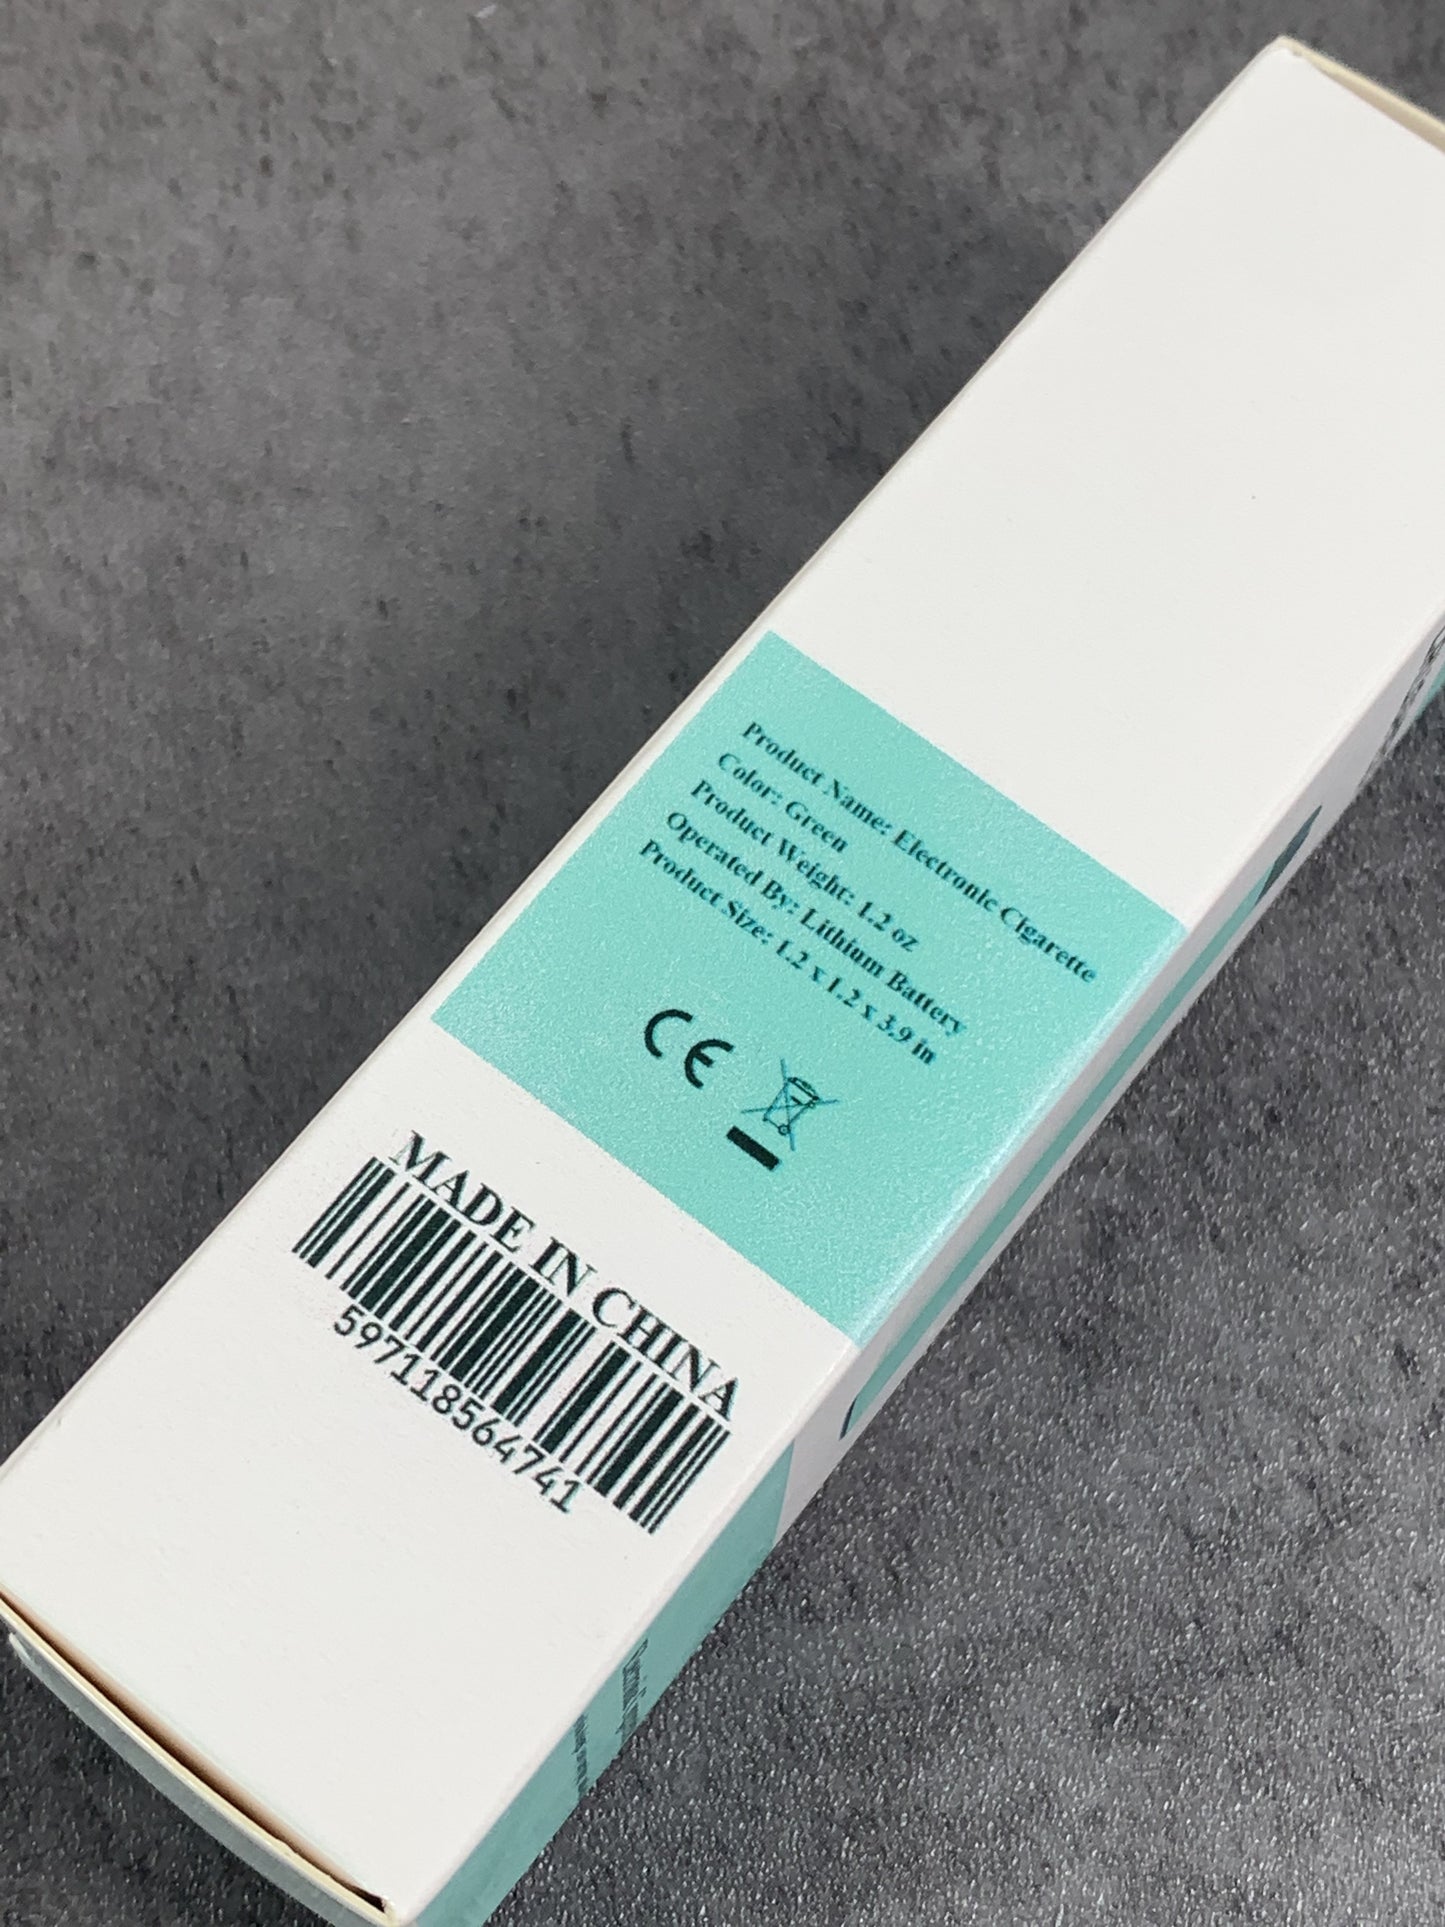 Product Name: Electronic Cigarette
Color: Green
Product Weight: 1.2 oz
Operated By: Lithium Battery
Product Size: 1.2 x 1.2 x 3.9 in
CE
MADE IN CHINA
597118564741